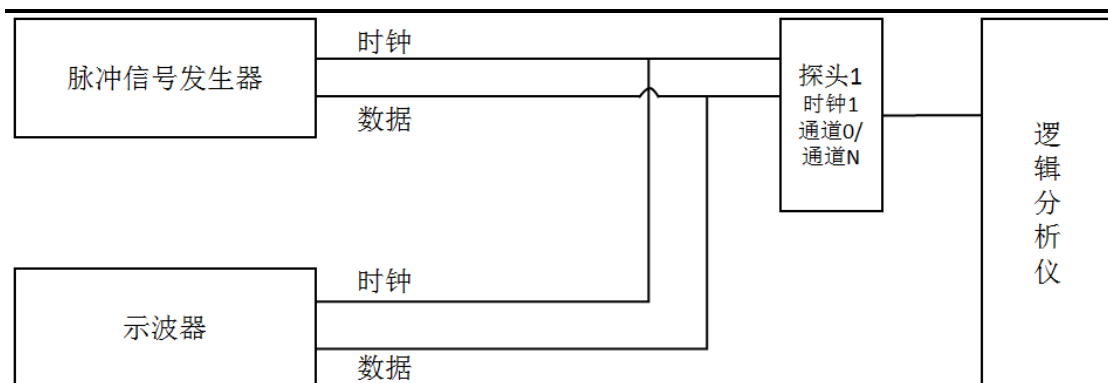 时钟
脉冲信号发生器
数据
探头1
时钟1
通道0/
通道N
逻
辑
分
析
仪
时钟
示波器
数据